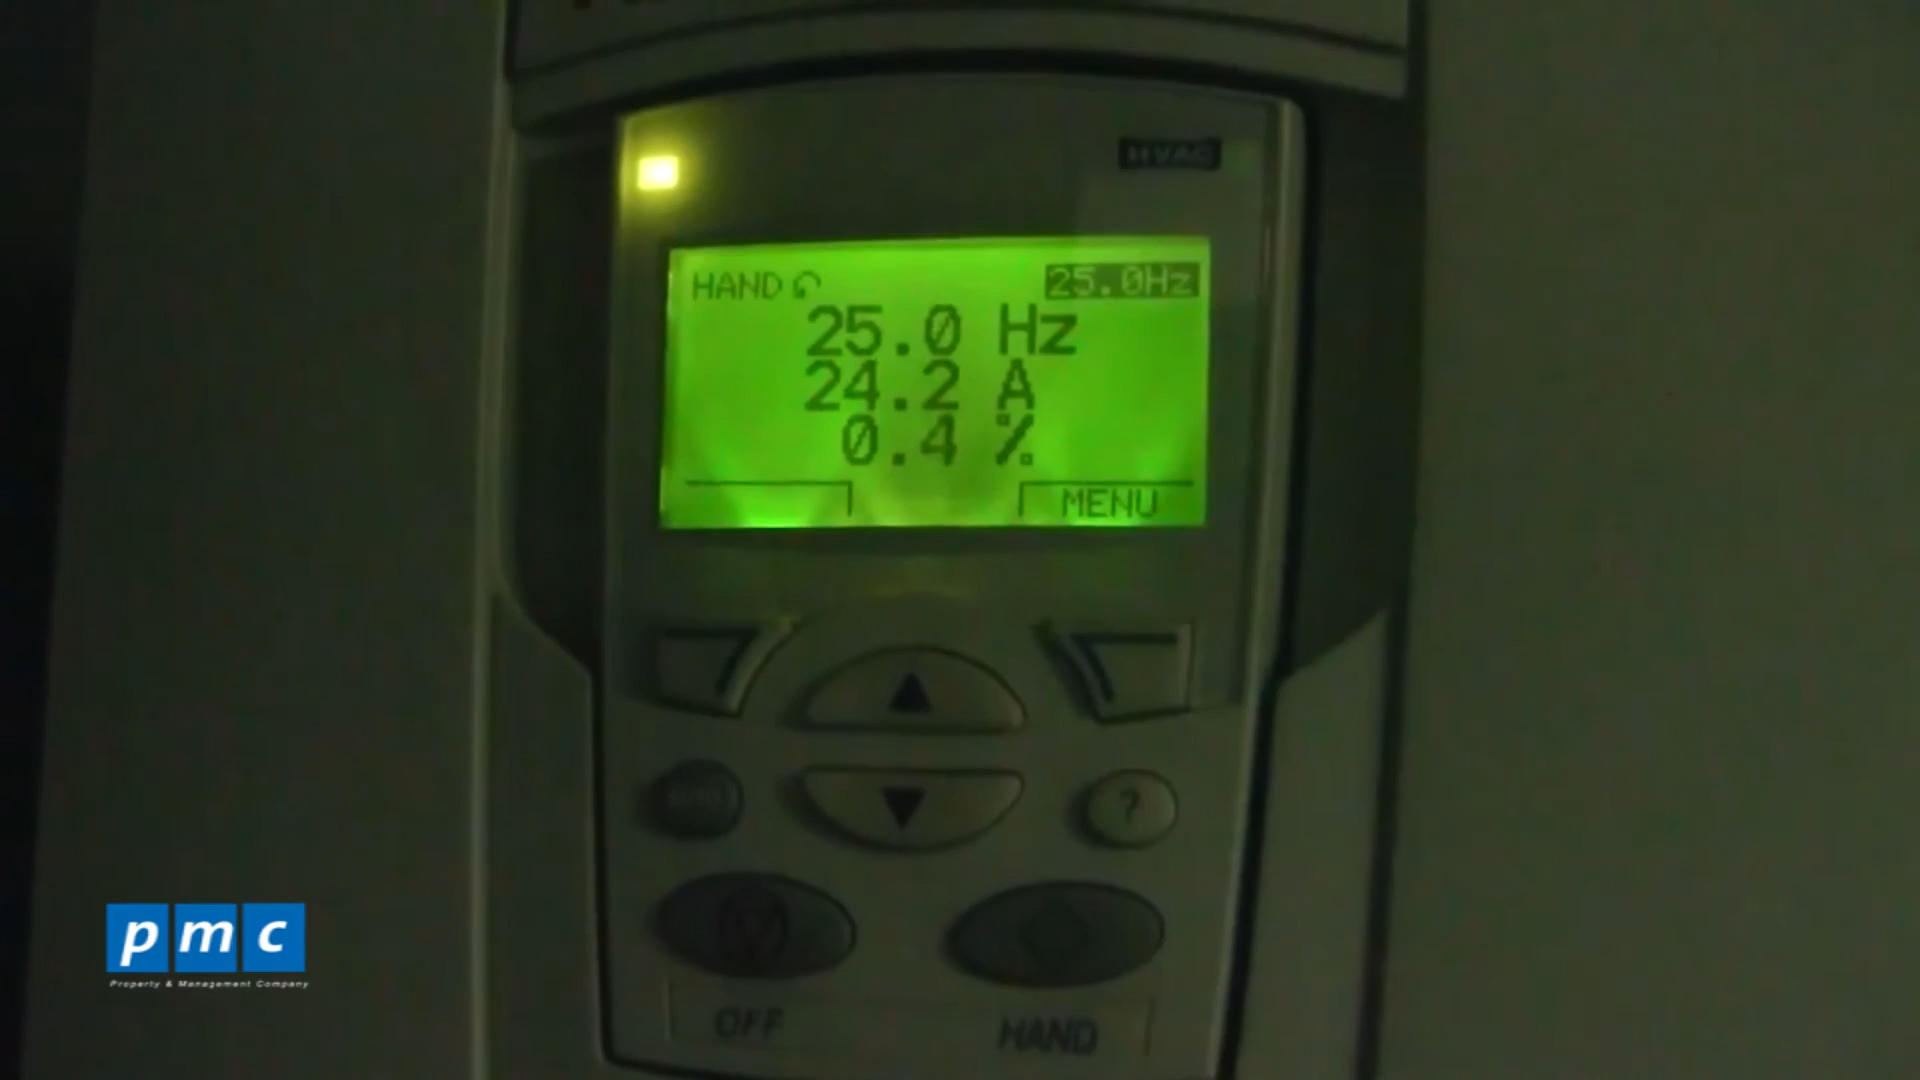 HVAC
HAND 25.0Hz
25.0 Hz
24.2 A
0.4 %
MENU
?
OFF HAND
pmc
Property & Management Company